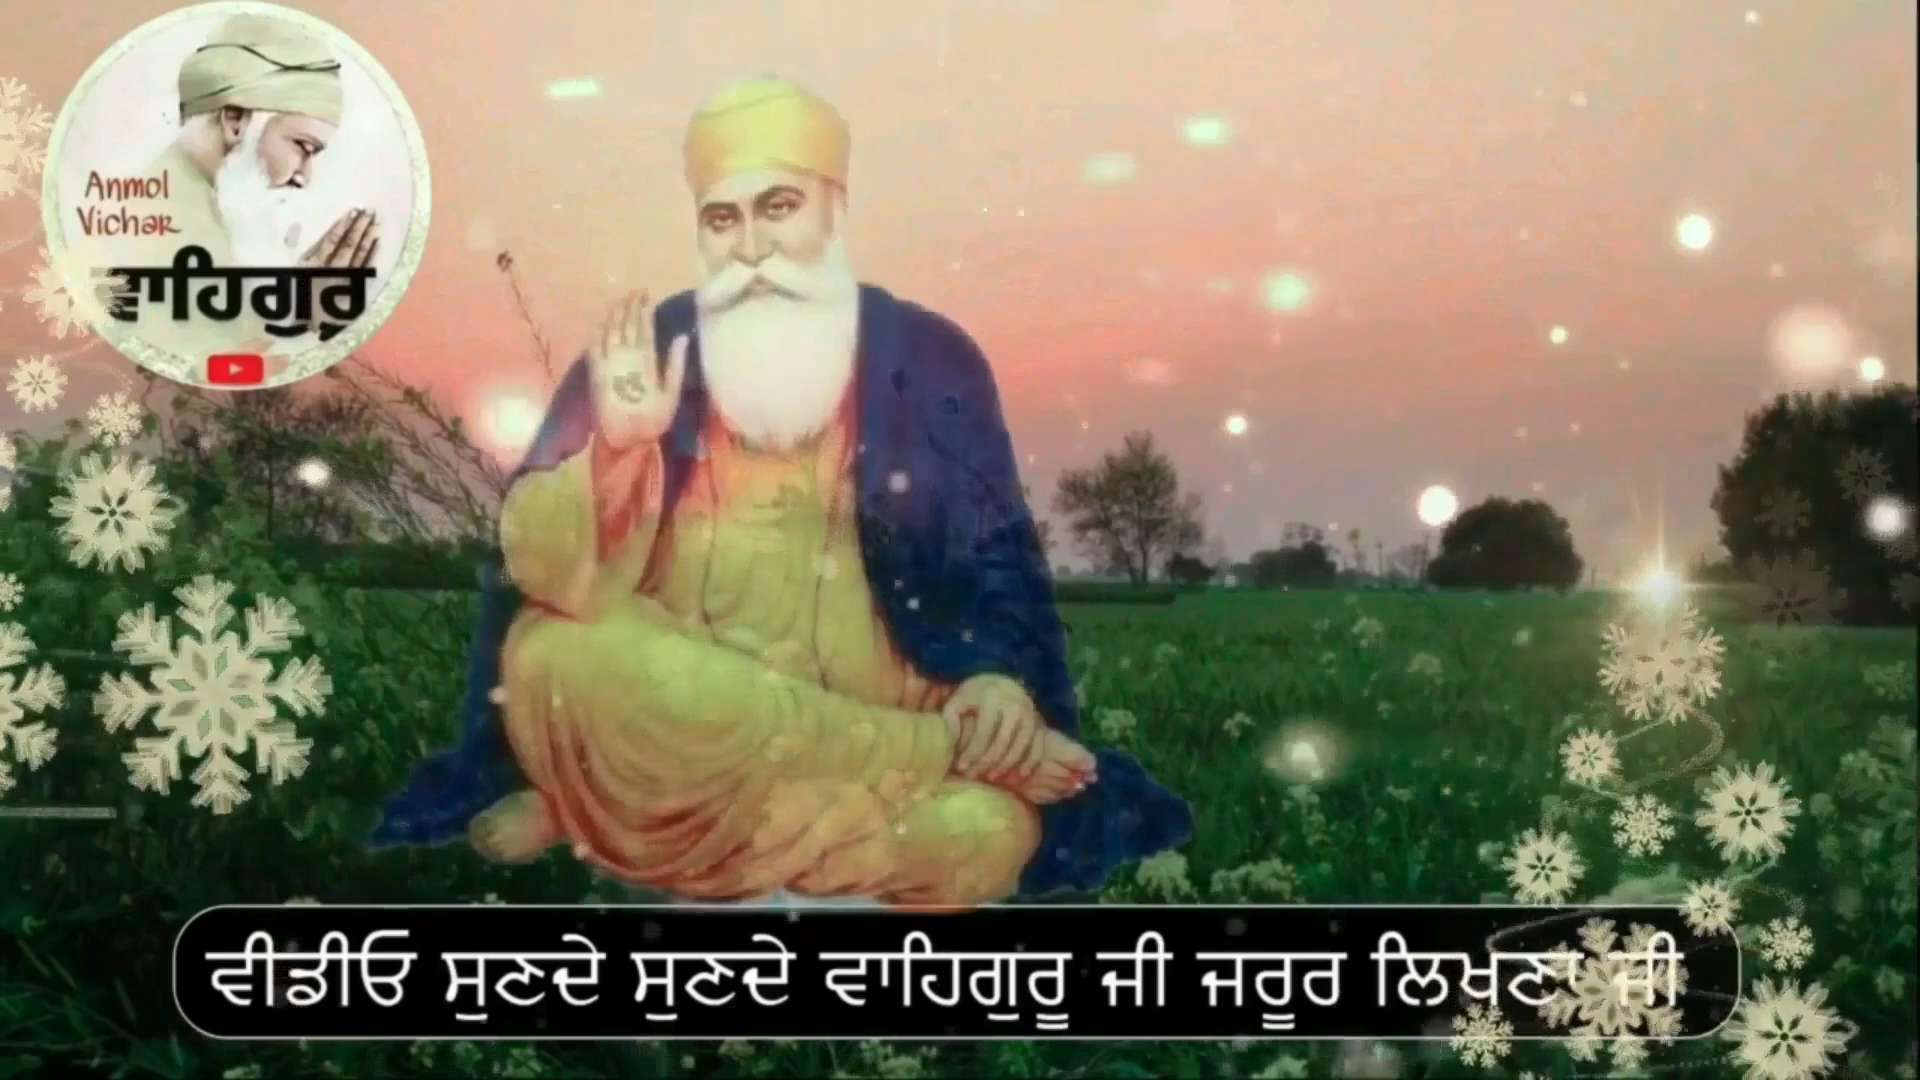 Anmol
Vichar
ਵਾਹਿਗੁਰੂ
ਵੀਡੀਓ ਸੁਣਦੇ ਸੁਣਦੇ ਵਾਹਿਗੁਰੂ ਜੀ ਜਰੂਰ ਲਿਖਣਾ ਜੀ